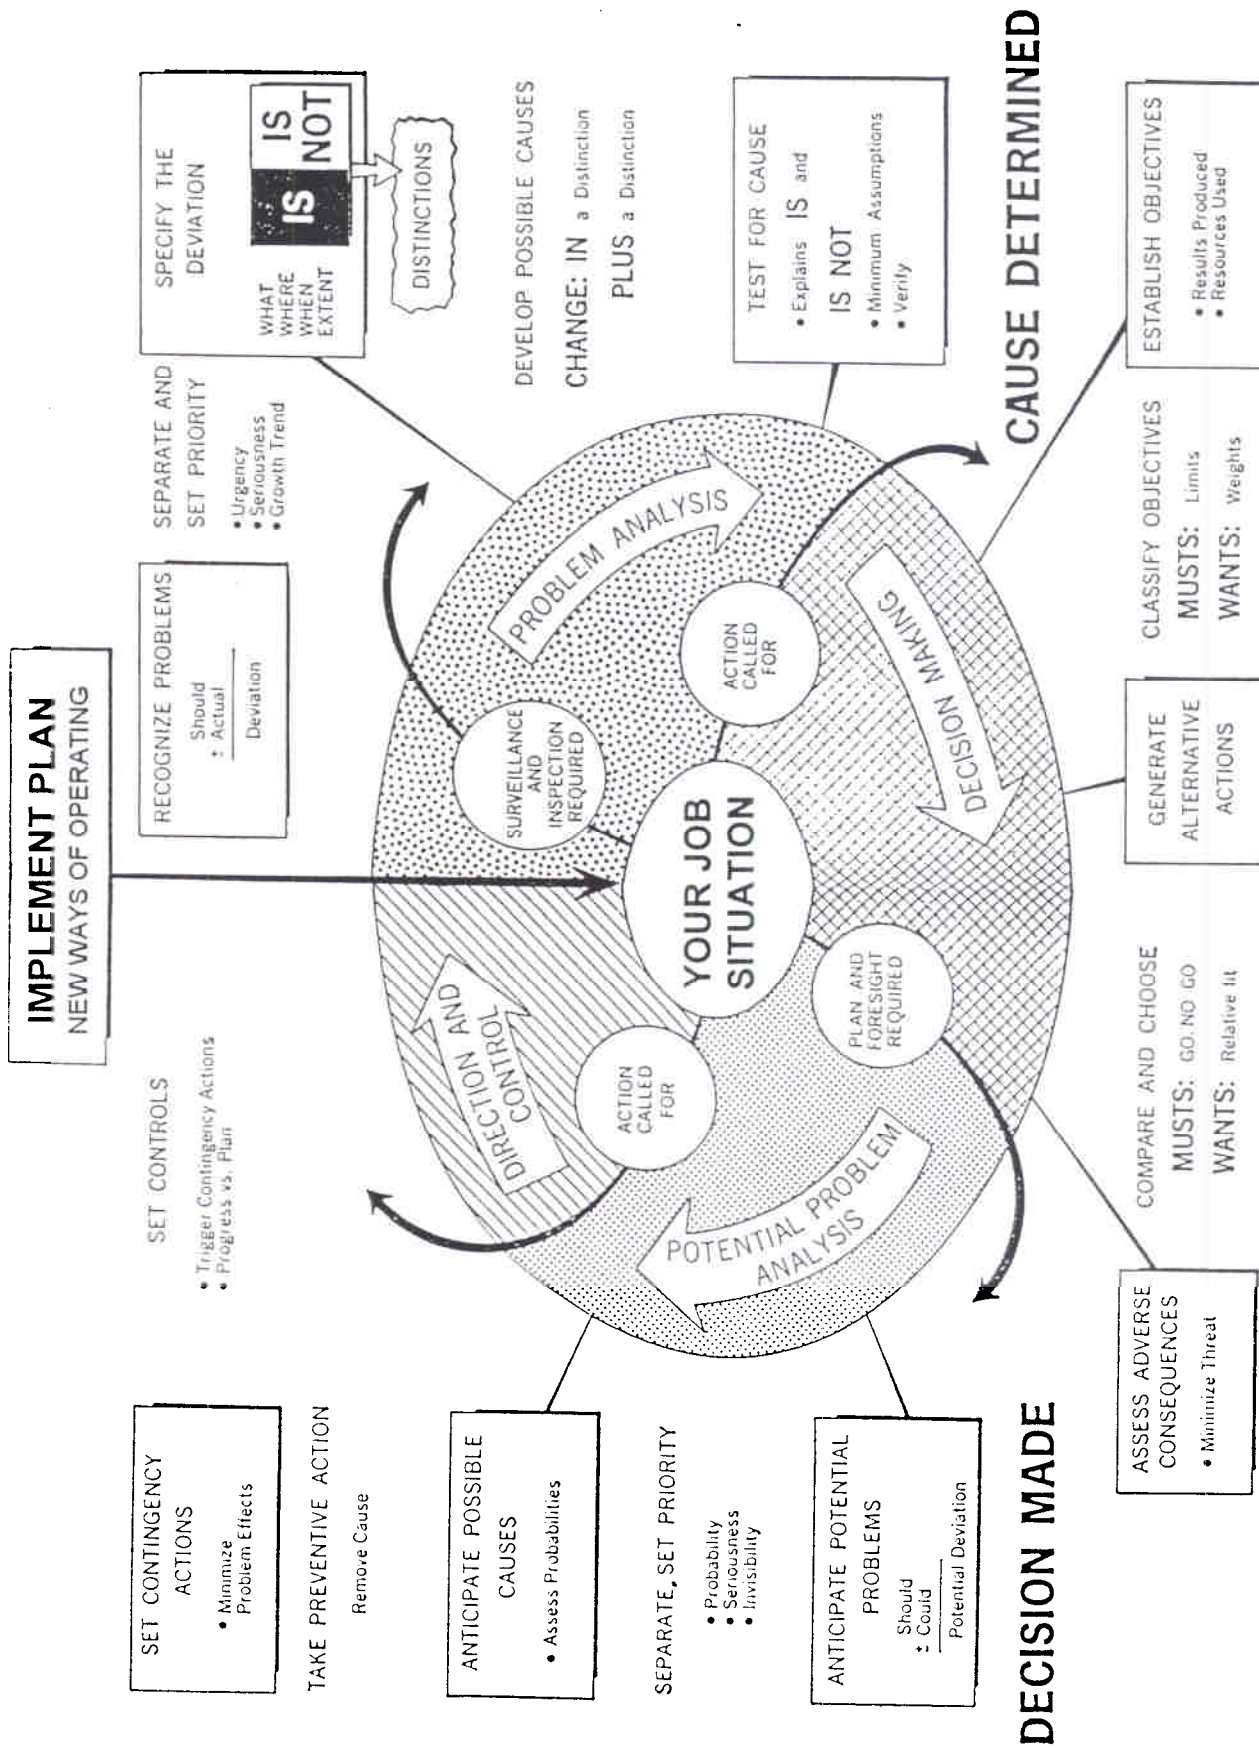 IMPLEMENT PLAN
NEW WAYS OF OPERATING
RECOGNIZE PROBLEMS
Should
± Actual
Deviation
SEPARATE AND
SET PRIORITY
• Urgency
• Seriousness
• Growth Trend
SPECIFY THE
DEVIATION
WHAT
WHERE
WHEN
EXTENT
IS
IS
NOT
DISTINCTIONS
DEVELOP POSSIBLE CAUSES
CHANGE: IN a Distinction
PLUS a Distinction
TEST FOR CAUSE
• Explains IS and
IS NOT
• Minimum Assumptions
• Verify
CAUSE DETERMINED
ESTABLISH OBJECTIVES
• Results Produced
• Resources Used
CLASSIFY OBJECTIVES
MUSTS: Limits
WANTS: Weights
GENERATE
ALTERNATIVE
ACTIONS
COMPARE AND CHOOSE
MUSTS: GO, NO GO
WANTS: Relative fit
ASSESS ADVERSE
CONSEQUENCES
• Minimize Threat
DECISION MADE
ANTICIPATE POTENTIAL
PROBLEMS
Should
± Could
Potential Deviation
SEPARATE, SET PRIORITY
• Probability
• Seriousness
• Invisibility
ANTICIPATE POSSIBLE
CAUSES
• Assess Probabilities
TAKE PREVENTIVE ACTION
Remove Cause
SET CONTINGENCY
ACTIONS
• Minimize
Problem Effects
SET CONTROLS
• Trigger Contingency Actions
• Progress vs. Plan
YOUR JOB
SITUATION
SURVEILLANCE
AND
INSPECTION
REQUIRED
PROBLEM ANALYSIS
ACTION
CALLED
FOR
DECISION MAKING
PLAN AND
FORESIGHT
REQUIRED
POTENTIAL PROBLEM
ANALYSIS
ACTION
CALLED
FOR
DIRECTION AND
CONTROL